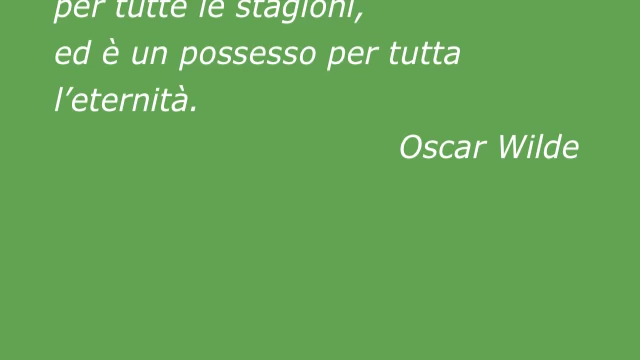 per tutte le stagioni,
ed è un possesso per tutta
l’eternità.
Oscar Wilde